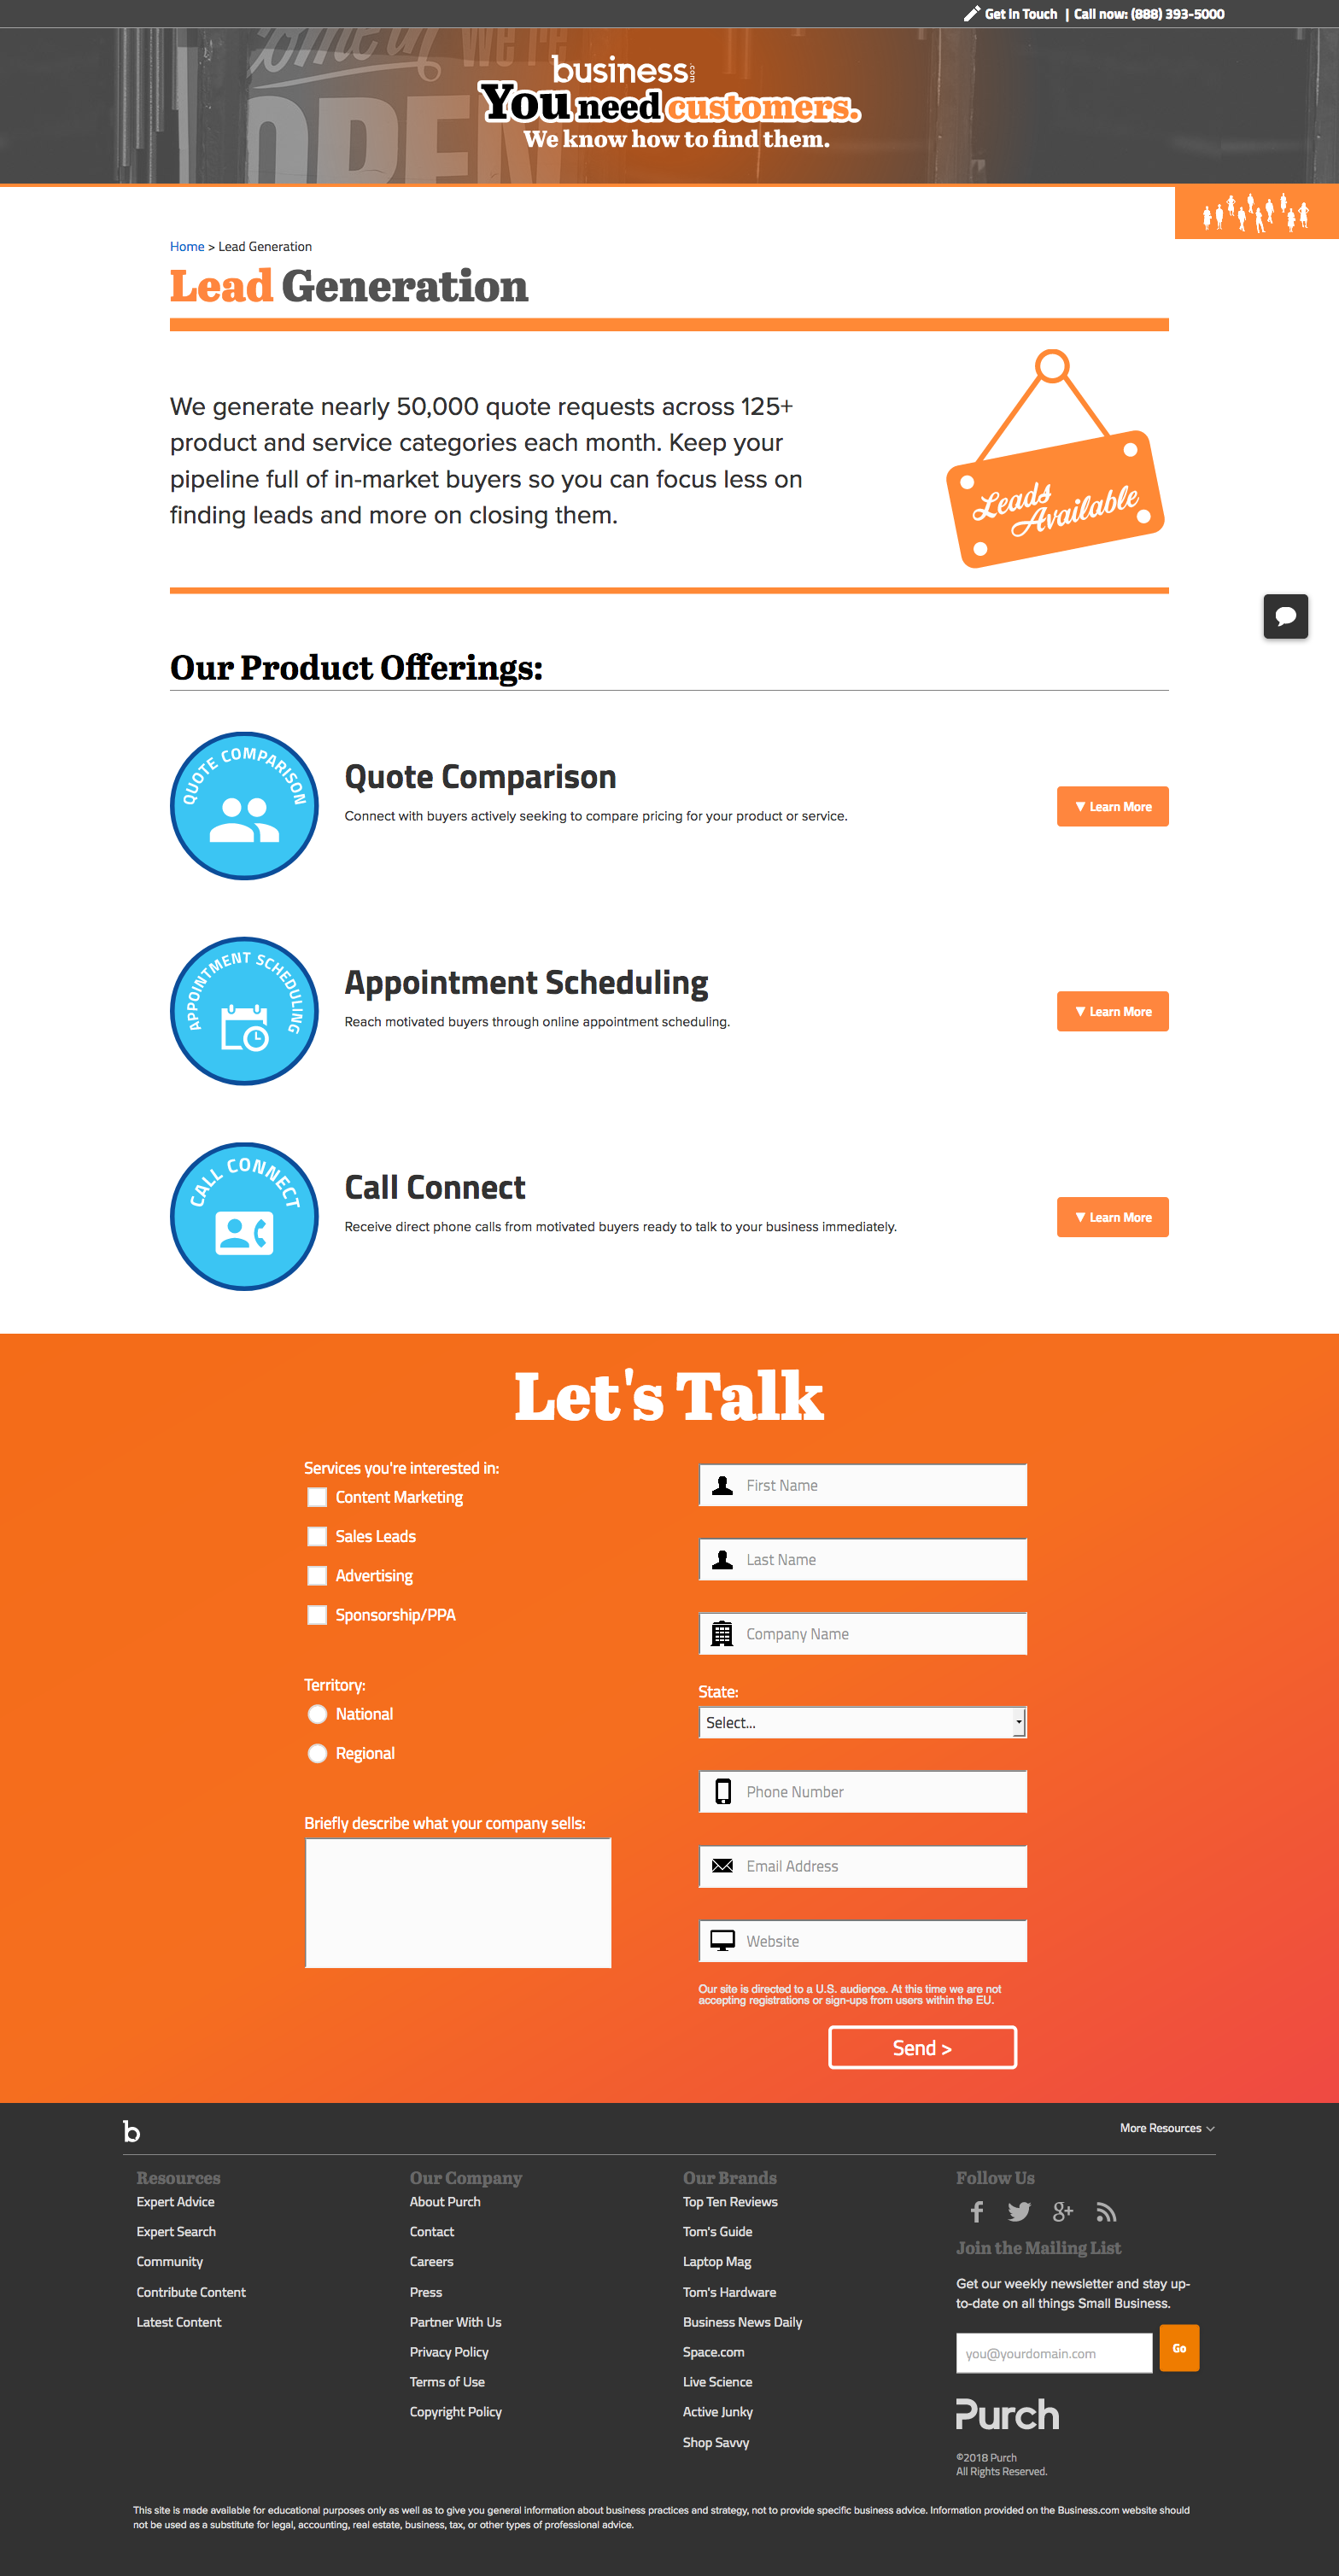 Get In Touch | Call now: (888) 393-5000
come in WE'RE
OPEN
business.com
You need customers.
We know how to find them.
Home > Lead Generation
Lead Generation
We generate nearly 50,000 quote requests across 125+
product and service categories each month. Keep your
pipeline full of in-market buyers so you can focus less on
finding leads and more on closing them.
Leads
Available
Our Product Offerings:
QUOTE COMPARISON
Quote Comparison
Connect with buyers actively seeking to compare pricing for your product or service.
▼ Learn More
APPOINTMENT SCHEDULING
Appointment Scheduling
Reach motivated buyers through online appointment scheduling.
▼ Learn More
CALL CONNECT
Call Connect
Receive direct phone calls from motivated buyers ready to talk to your business immediately.
▼ Learn More
Let's Talk
Services you're interested in:
Content Marketing
Sales Leads
Advertising
Sponsorship/PPA
Territory:
National
Regional
Briefly describe what your company sells:
First Name
Last Name
Company Name
State:
Select...
Phone Number
Email Address
Website
Our site is directed to a U.S. audience. At this time we are not
accepting registrations or sign-ups from users within the EU.
Send >
b
More Resources
Resources
Expert Advice
Expert Search
Community
Contribute Content
Latest Content
Our Company
About Purch
Contact
Careers
Press
Partner With Us
Privacy Policy
Terms of Use
Copyright Policy
Our Brands
Top Ten Reviews
Tom's Guide
Laptop Mag
Tom's Hardware
Business News Daily
Space.com
Live Science
Active Junky
Shop Savvy
Follow Us
f g+
Join the Mailing List
Get our weekly newsletter and stay up-
to-date on all things Small Business.
you@yourdomain.com
Go
Purch
©2018 Purch
All Rights Reserved.
This site is made available for educational purposes only as well as to give you general information about business practices and strategy, not to provide specific business advice. Information provided on the Business.com website should
not be used as a substitute for legal, accounting, real estate, business, tax, or other types of professional advice.